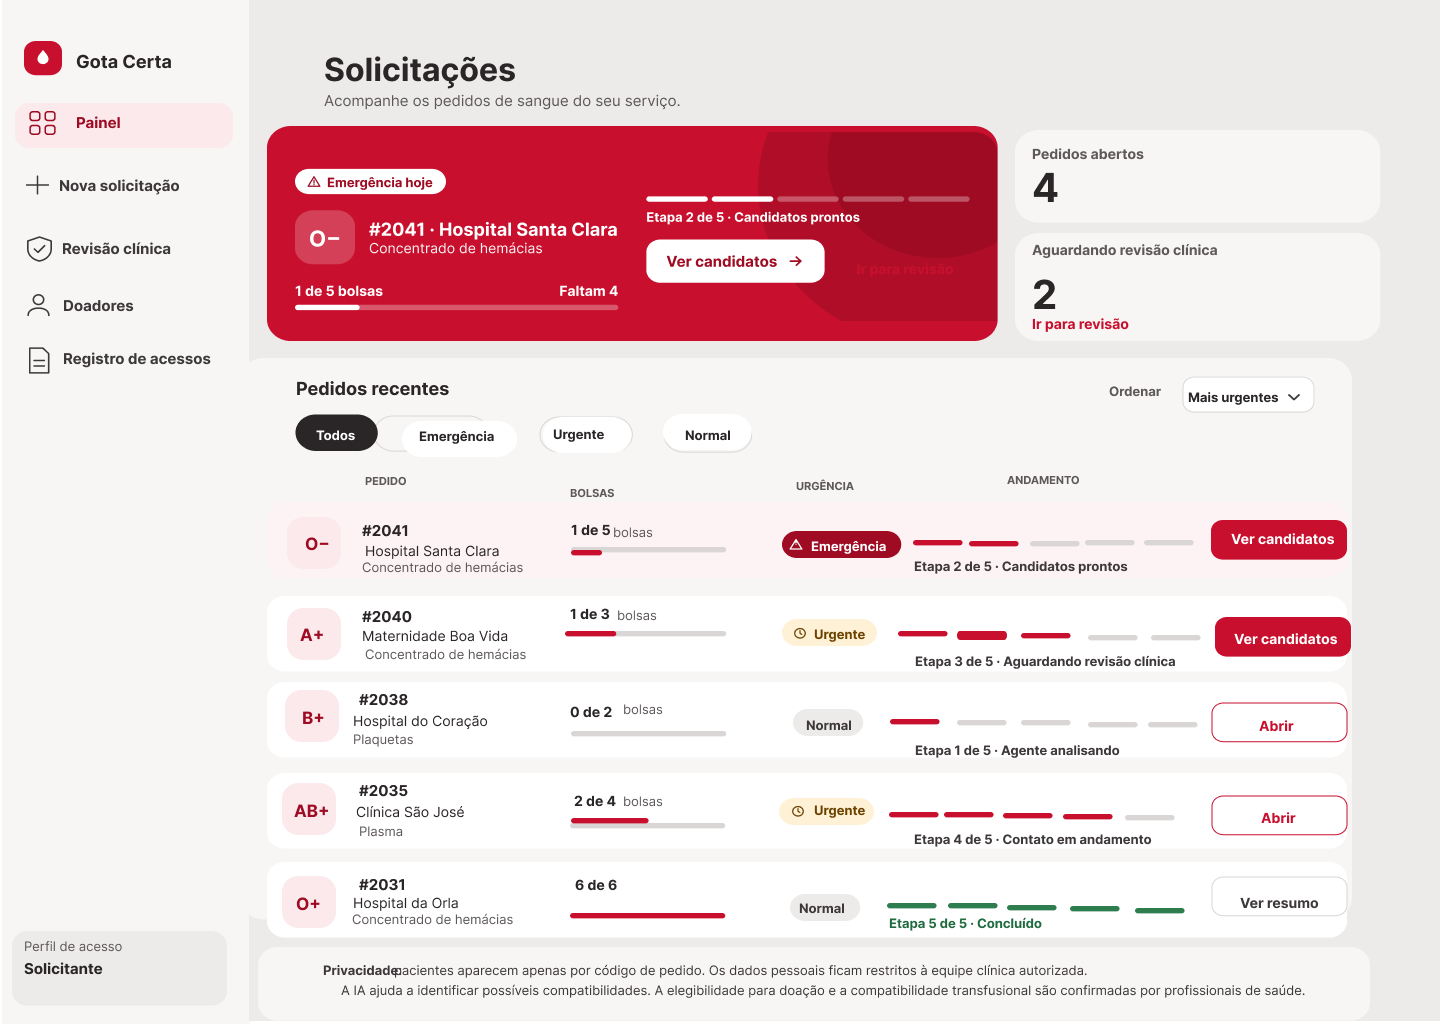 Gota Certa
Painel
Nova solicitação
Revisão clínica
Doadores
Registro de acessos
Perfil de acesso
Solicitante
Solicitações
Acompanhe os pedidos de sangue do seu serviço.
Emergência hoje
O−
#2041 · Hospital Santa Clara
Concentrado de hemácias
1 de 5 bolsas
Faltam 4
Etapa 2 de 5 · Candidatos prontos
Ver candidatos
Ir para revisão
Pedidos abertos
4
Aguardando revisão clínica
2
Ir para revisão
Pedidos recentes
Ordenar
Mais urgentes
Todos
Emergência
Urgente
Normal
PEDIDO
BOLSAS
URGÊNCIA
ANDAMENTO
O−
#2041
Hospital Santa Clara
Concentrado de hemácias
1 de 5 bolsas
Emergência
Etapa 2 de 5 · Candidatos prontos
Ver candidatos
A+
#2040
Maternidade Boa Vida
Concentrado de hemácias
1 de 3 bolsas
Urgente
Etapa 3 de 5 · Aguardando revisão clínica
Ver candidatos
B+
#2038
Hospital do Coração
Plaquetas
0 de 2 bolsas
Normal
Etapa 1 de 5 · Agente analisando
Abrir
AB+
#2035
Clínica São José
Plasma
2 de 4 bolsas
Urgente
Etapa 4 de 5 · Contato em andamento
Abrir
O+
#2031
Hospital da Orla
Concentrado de hemácias
6 de 6
Normal
Etapa 5 de 5 · Concluído
Ver resumo
Privacidade: pacientes aparecem apenas por código de pedido. Os dados pessoais ficam restritos à equipe clínica autorizada.
A IA ajuda a identificar possíveis compatibilidades. A elegibilidade para doação e a compatibilidade transfusional são confirmadas por profissionais de saúde.